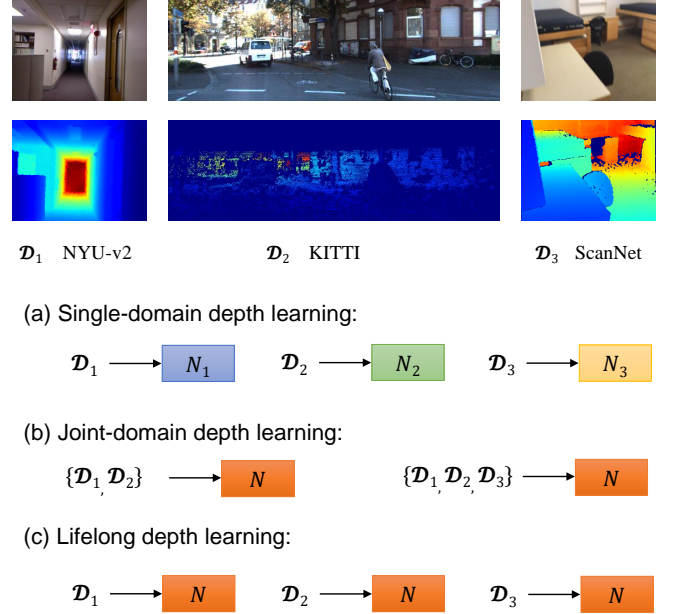 𝓓₁ NYU-v2 𝓓₂ KITTI 𝓓₃ ScanNet
(a) Single-domain depth learning:
𝓓₁ N₁ 𝓓₂ N₂ 𝓓₃ N₃
(b) Joint-domain depth learning:
{𝓓₁, 𝓓₂} N {𝓓₁, 𝓓₂, 𝓓₃} N
(c) Lifelong depth learning:
𝓓₁ N 𝓓₂ N 𝓓₃ N